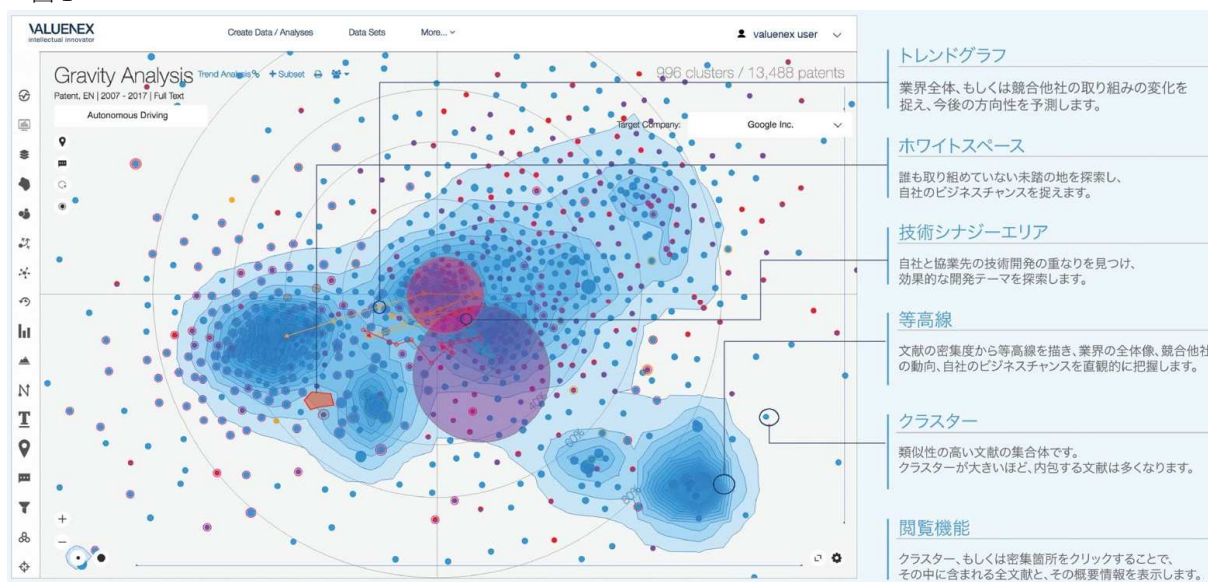 VALUENEX
intellectual innovator
Create Data / Analyses
Data Sets
More...
valuenex user
Gravity Analysis
Trend Analysis
+ Subset
996 clusters / 13,488 patents
Patent, EN | 2007 - 2017 | Full Text
Autonomous Driving
Target Company:
Google Inc.
40%
60%
80%
トレンドグラフ
業界全体、もしくは競合他社の取り組みの変化を
捉え、今後の方向性を予測します。
ホワイトスペース
誰も取り組めていない未踏の地を探索し、
自社のビジネスチャンスを捉えます。
技術シナジーエリア
自社と協業先の技術開発の重なりを見つけ、
効果的な開発テーマを探索します。
等高線
文献の密集度から等高線を描き、業界の全体像、競合他社
の動向、自社のビジネスチャンスを直観的に把握します。
クラスター
類似性の高い文献の集合体です。
クラスターが大きいほど、内包する文献は多くなります。
閲覧機能
クラスター、もしくは密集箇所をクリックすることで、
その中に含まれる全文献と、その概要情報を表示します。